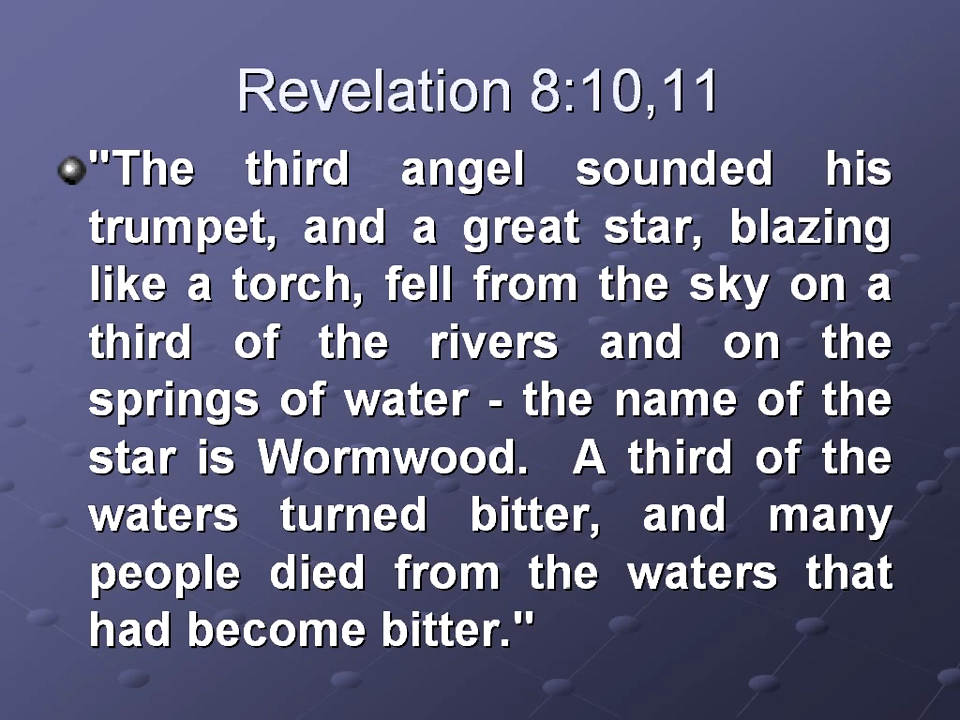 Revelation 8:10,11
"The third angel sounded his
trumpet, and a great star, blazing
like a torch, fell from the sky on a
third of the rivers and on the
springs of water - the name of the
star is Wormwood.  A third of the
waters turned bitter, and many
people died from the waters that
had become bitter."